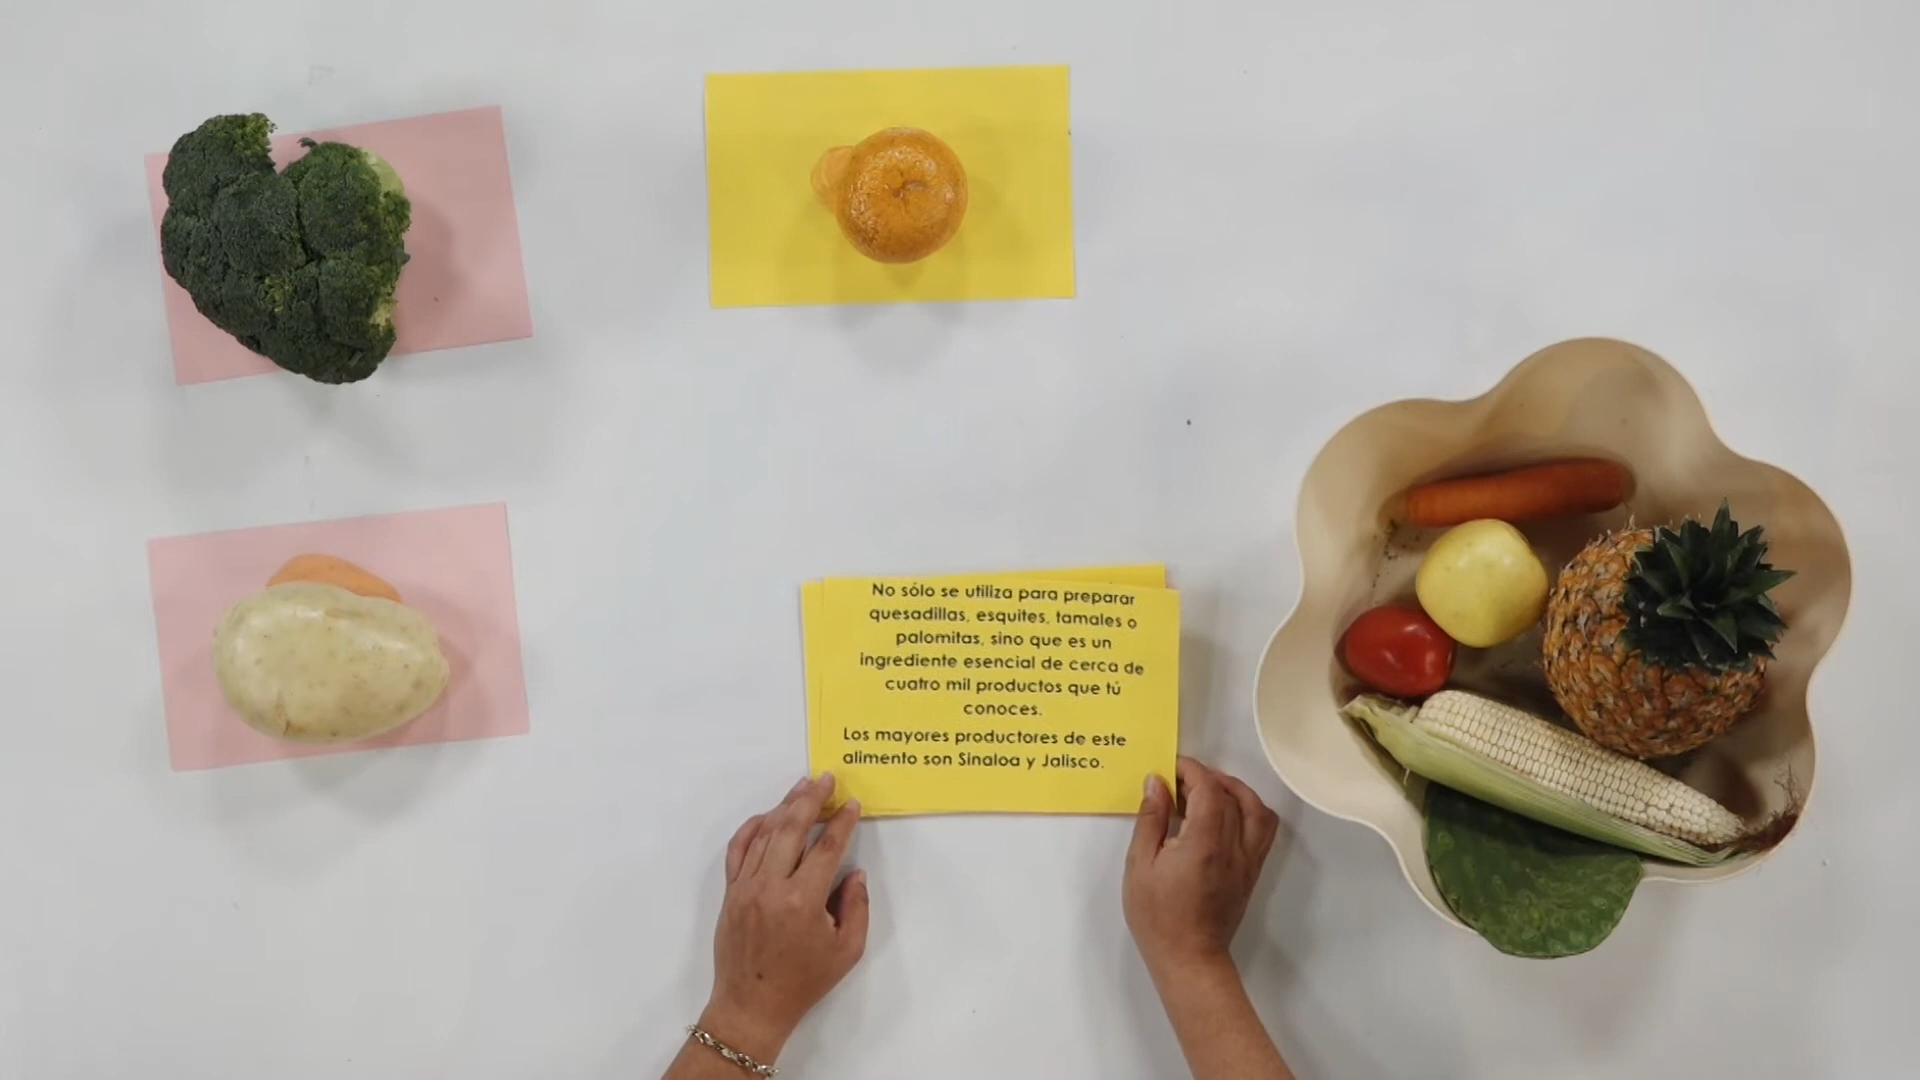 No sólo se utiliza para preparar
quesadillas, esquites, tamales o
palomitas, sino que es un
ingrediente esencial de cerca de
cuatro mil productos que tú
conoces.
Los mayores productores de este
alimento son Sinaloa y Jalisco.